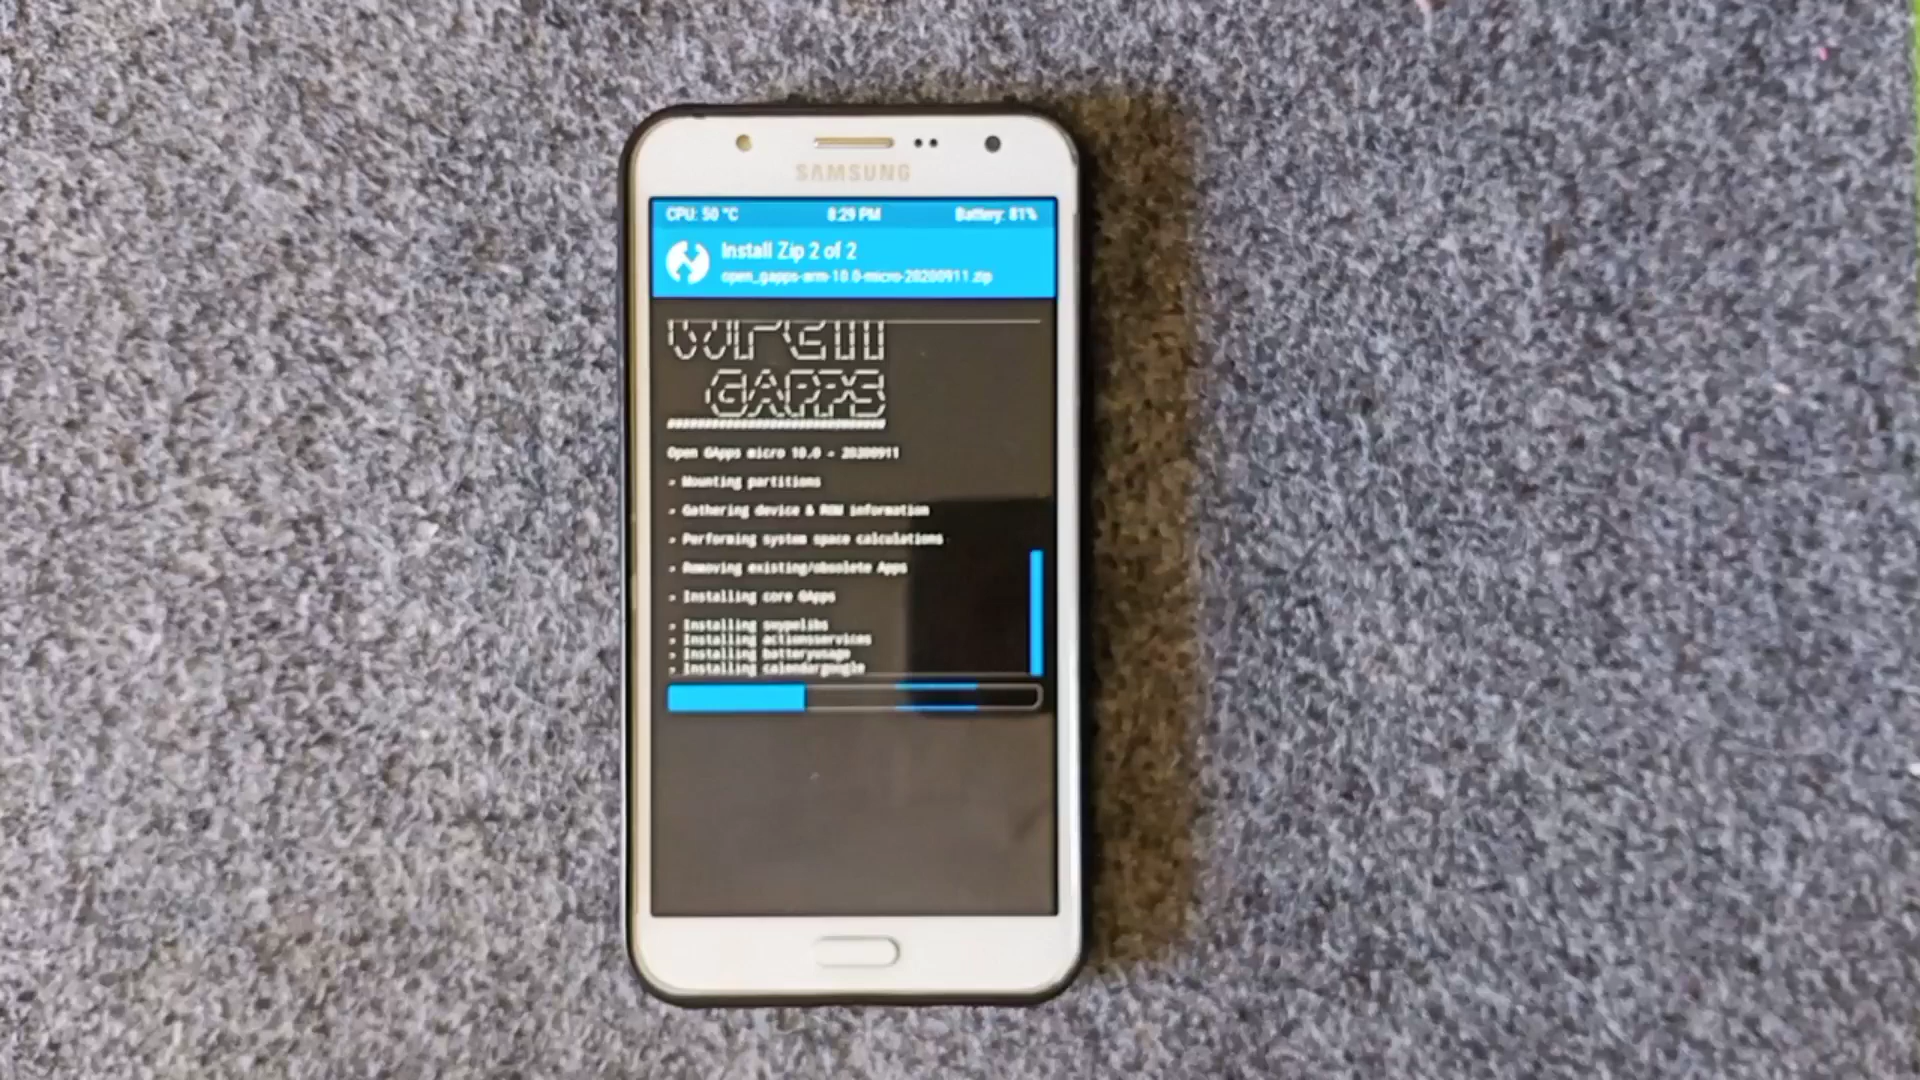 SAMSUNG
CPU: 50 °C 8:29 PM Battery: 81%
Install Zip 2 of 2
open_gapps-arm-10.0-micro-20200911.zip
GAPPS
##############################
Open GApps micro 10.0 - 20200911
- Mounting partitions
- Gathering device & ROM information
- Performing system space calculations
- Removing existing/obsolete Apps
- Installing core GApps
- Installing swypelibs
- Installing actionsservices
- Installing batteryusage
- Installing calendargoogle